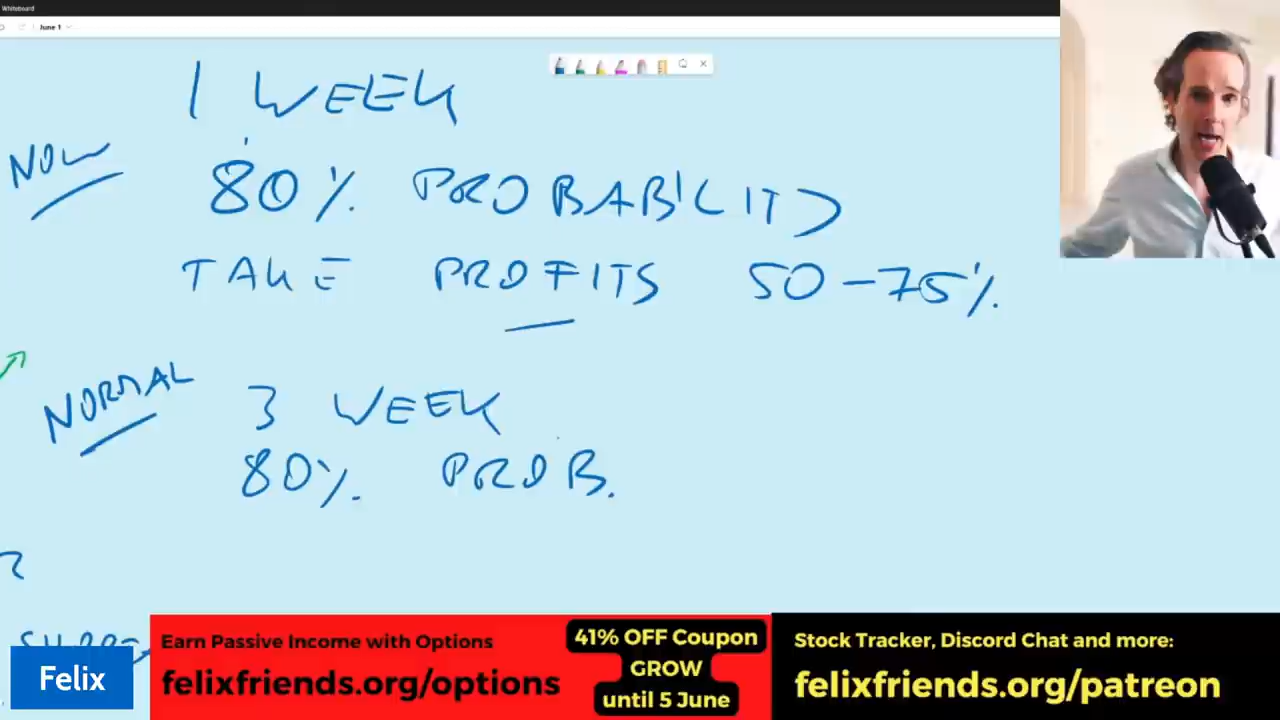 Whiteboard
June 1
1 WEEK
NOW
80% PROBABILITY
TAKE PROFITS 50-75%
NORMAL
3 WEEK
80% PROB.
Felix
Earn Passive Income with Options
felixfriends.org/options
41% OFF Coupon
GROW
until 5 June
Stock Tracker, Discord Chat and more:
felixfriends.org/patreon